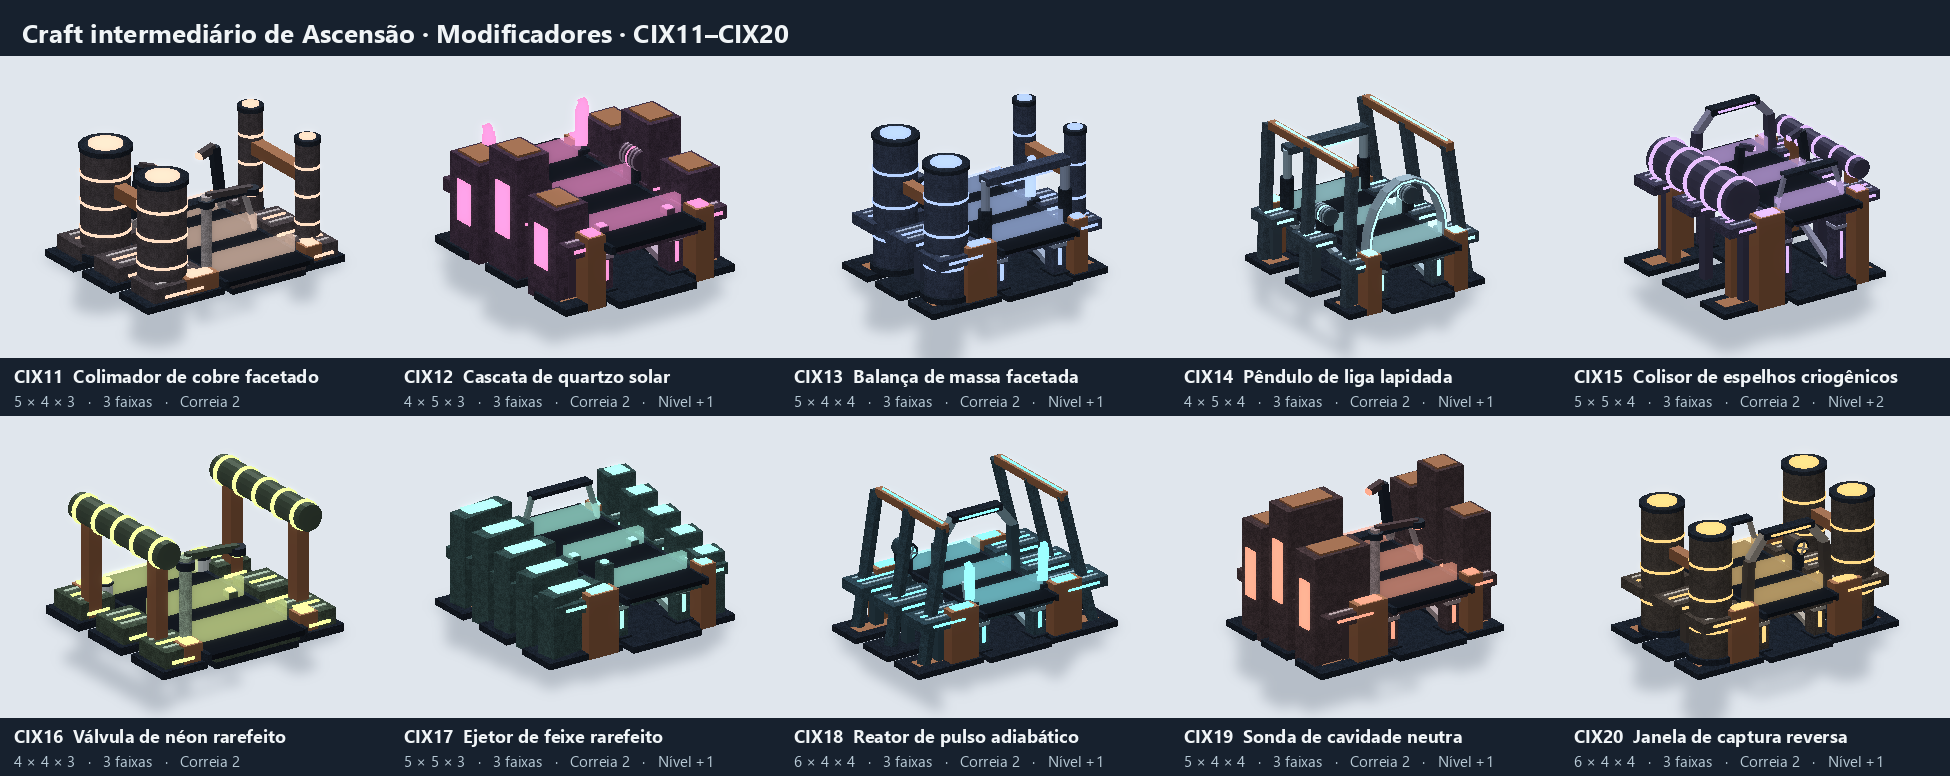 Craft intermediário de Ascensão · Modificadores · CIX11–CIX20
CIX11 Colimador de cobre facetado
5 × 4 × 3 · 3 faixas · Correia 2
CIX12 Cascata de quartzo solar
4 × 5 × 3 · 3 faixas · Correia 2 · Nível +1
CIX13 Balança de massa facetada
5 × 4 × 4 · 3 faixas · Correia 2 · Nível +1
CIX14 Pêndulo de liga lapidada
4 × 5 × 4 · 3 faixas · Correia 2 · Nível +1
CIX15 Colisor de espelhos criogênicos
5 × 5 × 4 · 3 faixas · Correia 2 · Nível +2
CIX16 Válvula de néon rarefeito
4 × 4 × 3 · 3 faixas · Correia 2
CIX17 Ejetor de feixe rarefeito
5 × 5 × 3 · 3 faixas · Correia 2 · Nível +1
CIX18 Reator de pulso adiabático
6 × 4 × 4 · 3 faixas · Correia 2 · Nível +1
CIX19 Sonda de cavidade neutra
5 × 4 × 4 · 3 faixas · Correia 2 · Nível +1
CIX20 Janela de captura reversa
6 × 4 × 4 · 3 faixas · Correia 2 · Nível +1